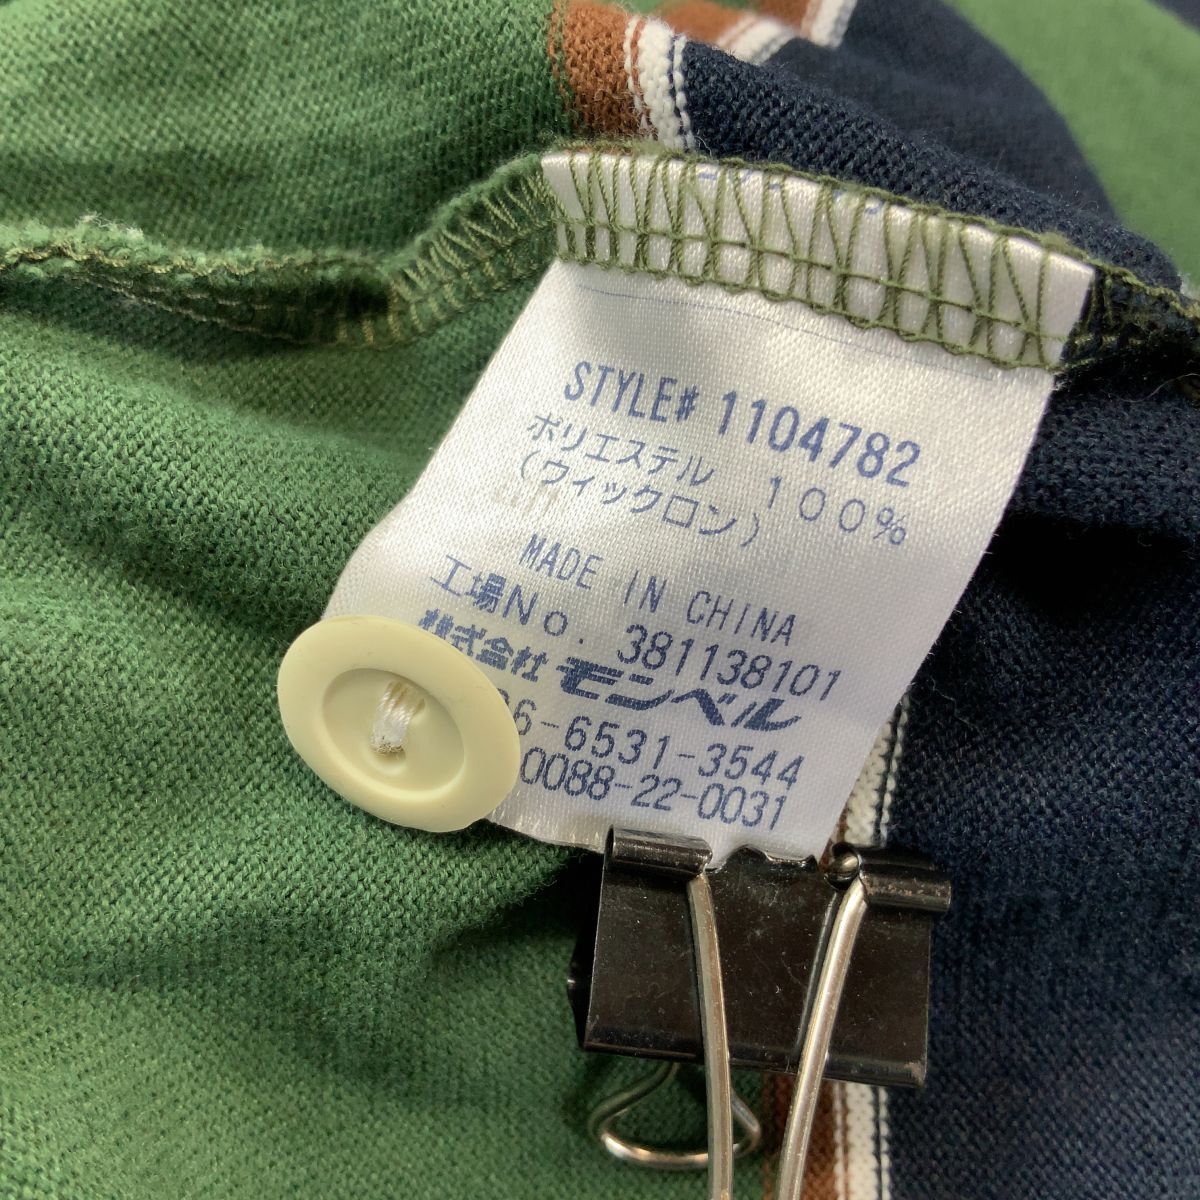 STYLE# 1104782
ポリエステル 100%
(ウィックロン)
MADE IN CHINA
工場No. 381138101
株式会社 モンベル
6-6531-3544
0088-22-0031